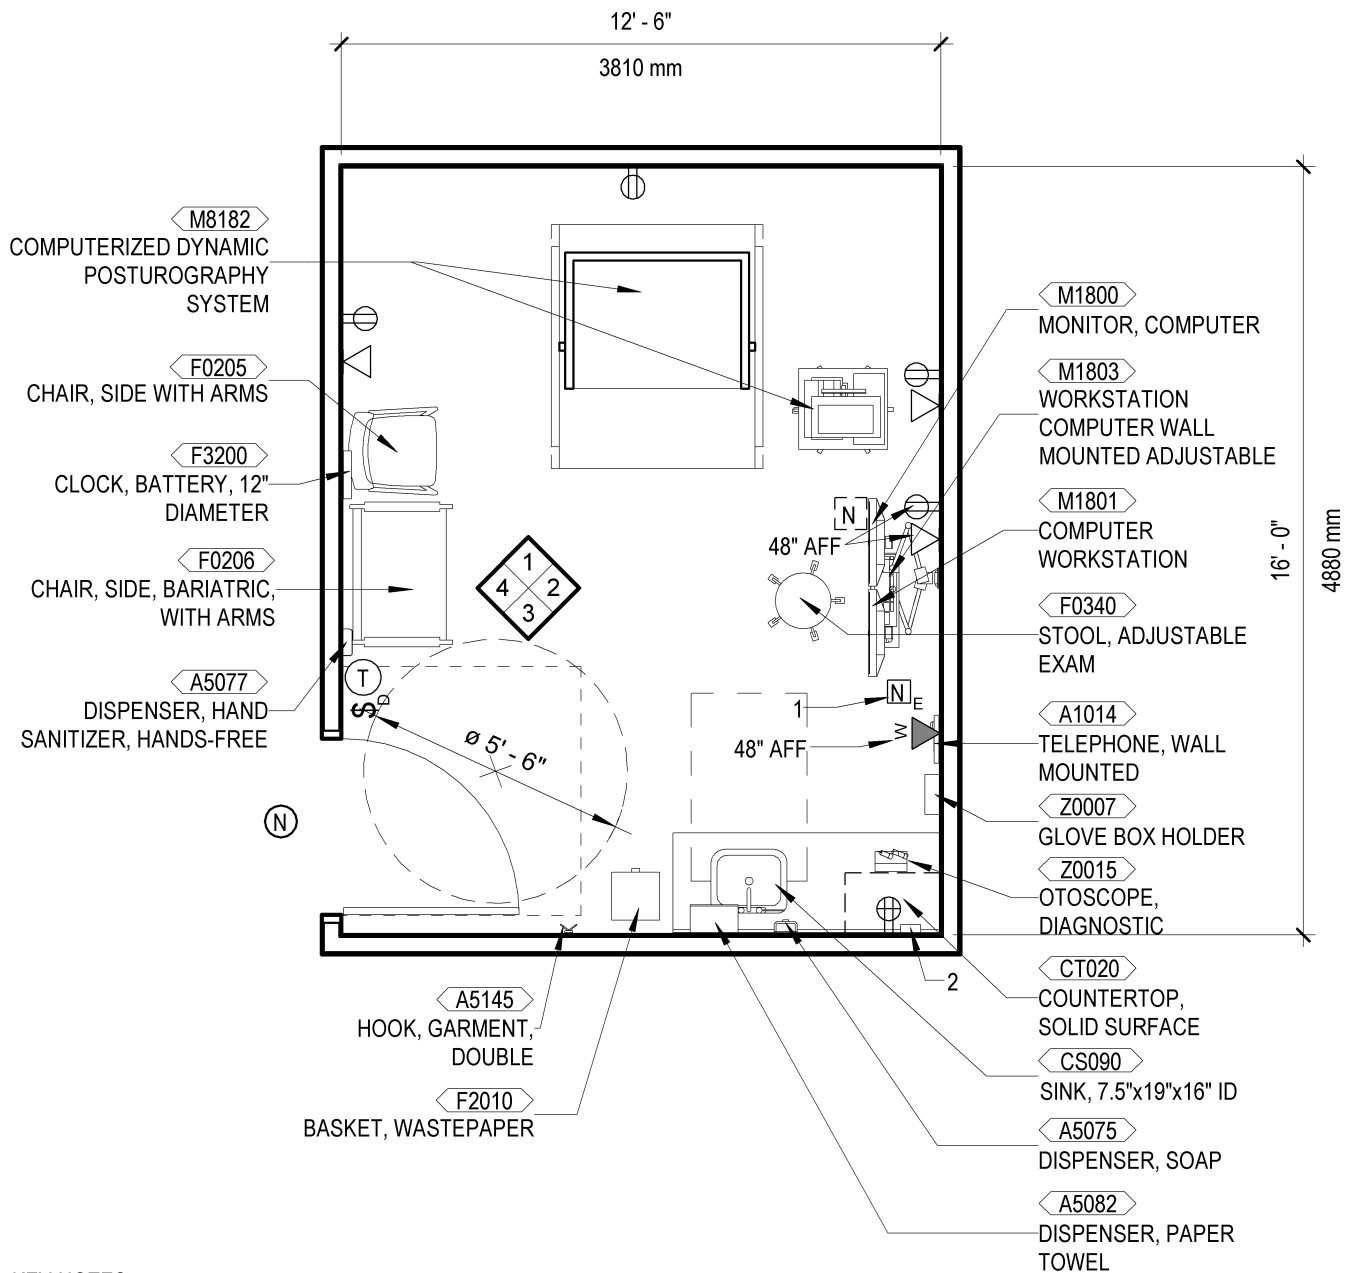 12' - 6"
3810 mm
M8182
COMPUTERIZED DYNAMIC
POSTUROGRAPHY
SYSTEM
F0205
CHAIR, SIDE WITH ARMS
F3200
CLOCK, BATTERY, 12"
DIAMETER
F0206
CHAIR, SIDE, BARIATRIC,
WITH ARMS
A5077
DISPENSER, HAND
SANITIZER, HANDS-FREE
T
$
D
ø 5' - 6"
N
1
4 2
3
N
48" AFF
1
N
E
W
48" AFF
M1800
MONITOR, COMPUTER
M1803
WORKSTATION
COMPUTER WALL
MOUNTED ADJUSTABLE
M1801
COMPUTER
WORKSTATION
F0340
STOOL, ADJUSTABLE
EXAM
A1014
TELEPHONE, WALL
MOUNTED
Z0007
GLOVE BOX HOLDER
Z0015
OTOSCOPE,
DIAGNOSTIC
2
CT020
COUNTERTOP,
SOLID SURFACE
CS090
SINK, 7.5"x19"x16" ID
A5075
DISPENSER, SOAP
A5082
DISPENSER, PAPER
TOWEL
16' - 0"
4880 mm
A5145
HOOK, GARMENT,
DOUBLE
F2010
BASKET, WASTEPAPER